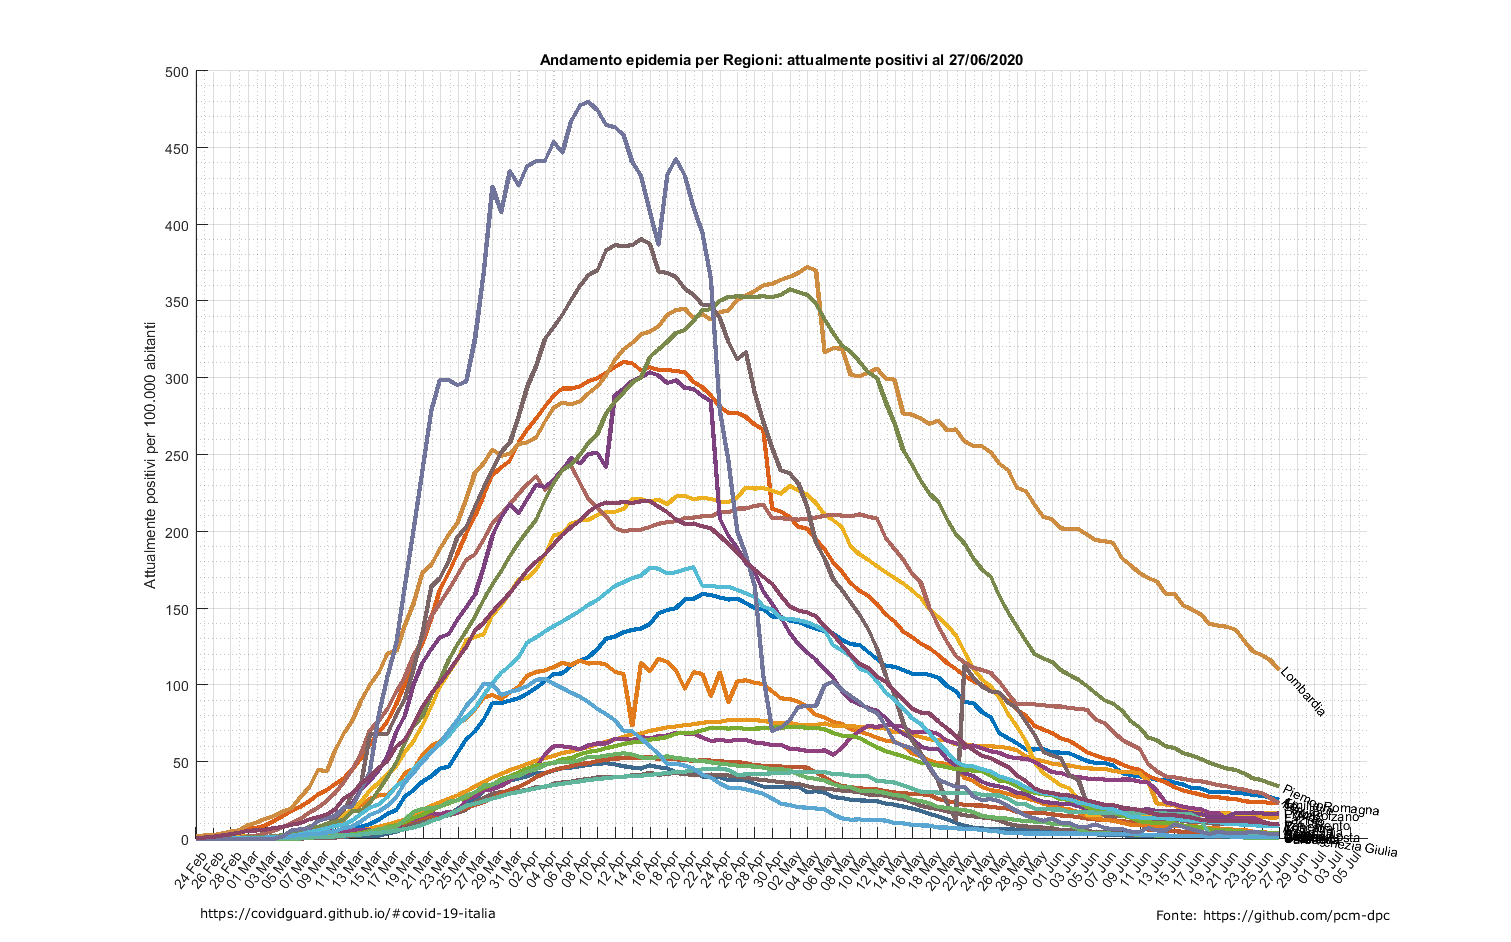 Andamento epidemia per Regioni: attualmente positivi al 27/06/2020
500
450
400
350
300
250
200
150
100
50
0
Attualmente positivi per 100.000 abitanti
Lombardia
Piemon
Romagna
Bolzano
ezia Giulia
24 Feb
26 Feb
28 Feb
01 Mar
03 Mar
05 Mar
07 Mar
09 Mar
11 Mar
13 Mar
15 Mar
17 Mar
19 Mar
21 Mar
23 Mar
25 Mar
27 Mar
29 Mar
31 Mar
02 Apr
04 Apr
06 Apr
08 Apr
10 Apr
12 Apr
14 Apr
16 Apr
18 Apr
20 Apr
22 Apr
24 Apr
26 Apr
28 Apr
30 Apr
02 May
04 May
06 May
08 May
10 May
12 May
14 May
16 May
18 May
20 May
22 May
24 May
26 May
28 May
30 May
01 Jun
03 Jun
05 Jun
07 Jun
09 Jun
11 Jun
13 Jun
15 Jun
17 Jun
19 Jun
21 Jun
23 Jun
25 Jun
27 Jun
29 Jun
01 Jul
03 Jul
05 Jul
https://covidguard.github.io/#covid-19-italia
Fonte: https://github.com/pcm-dpc